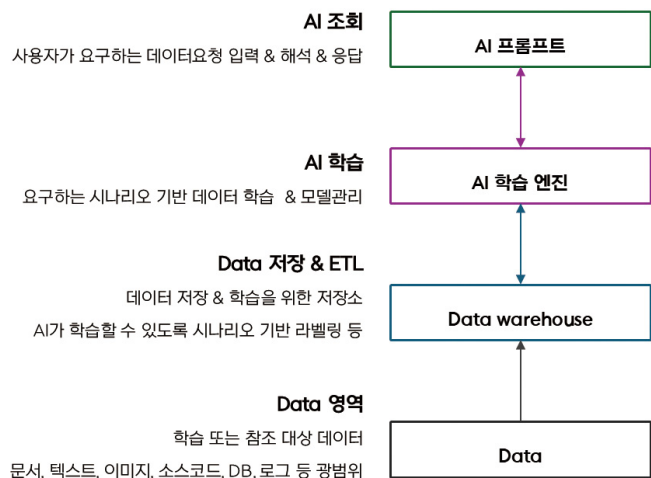 AI 조회
사용자가 요구하는 데이터요청 입력 & 해석 & 응답
AI 프롬프트
AI 학습
요구하는 시나리오 기반 데이터 학습 & 모델관리
AI 학습 엔진
Data 저장 & ETL
데이터 저장 & 학습을 위한 저장소
AI가 학습할 수 있도록 시나리오 기반 라벨링 등
Data warehouse
Data 영역
학습 또는 참조 대상 데이터
문서, 텍스트, 이미지, 소스코드, DB, 로그 등 광범위
Data